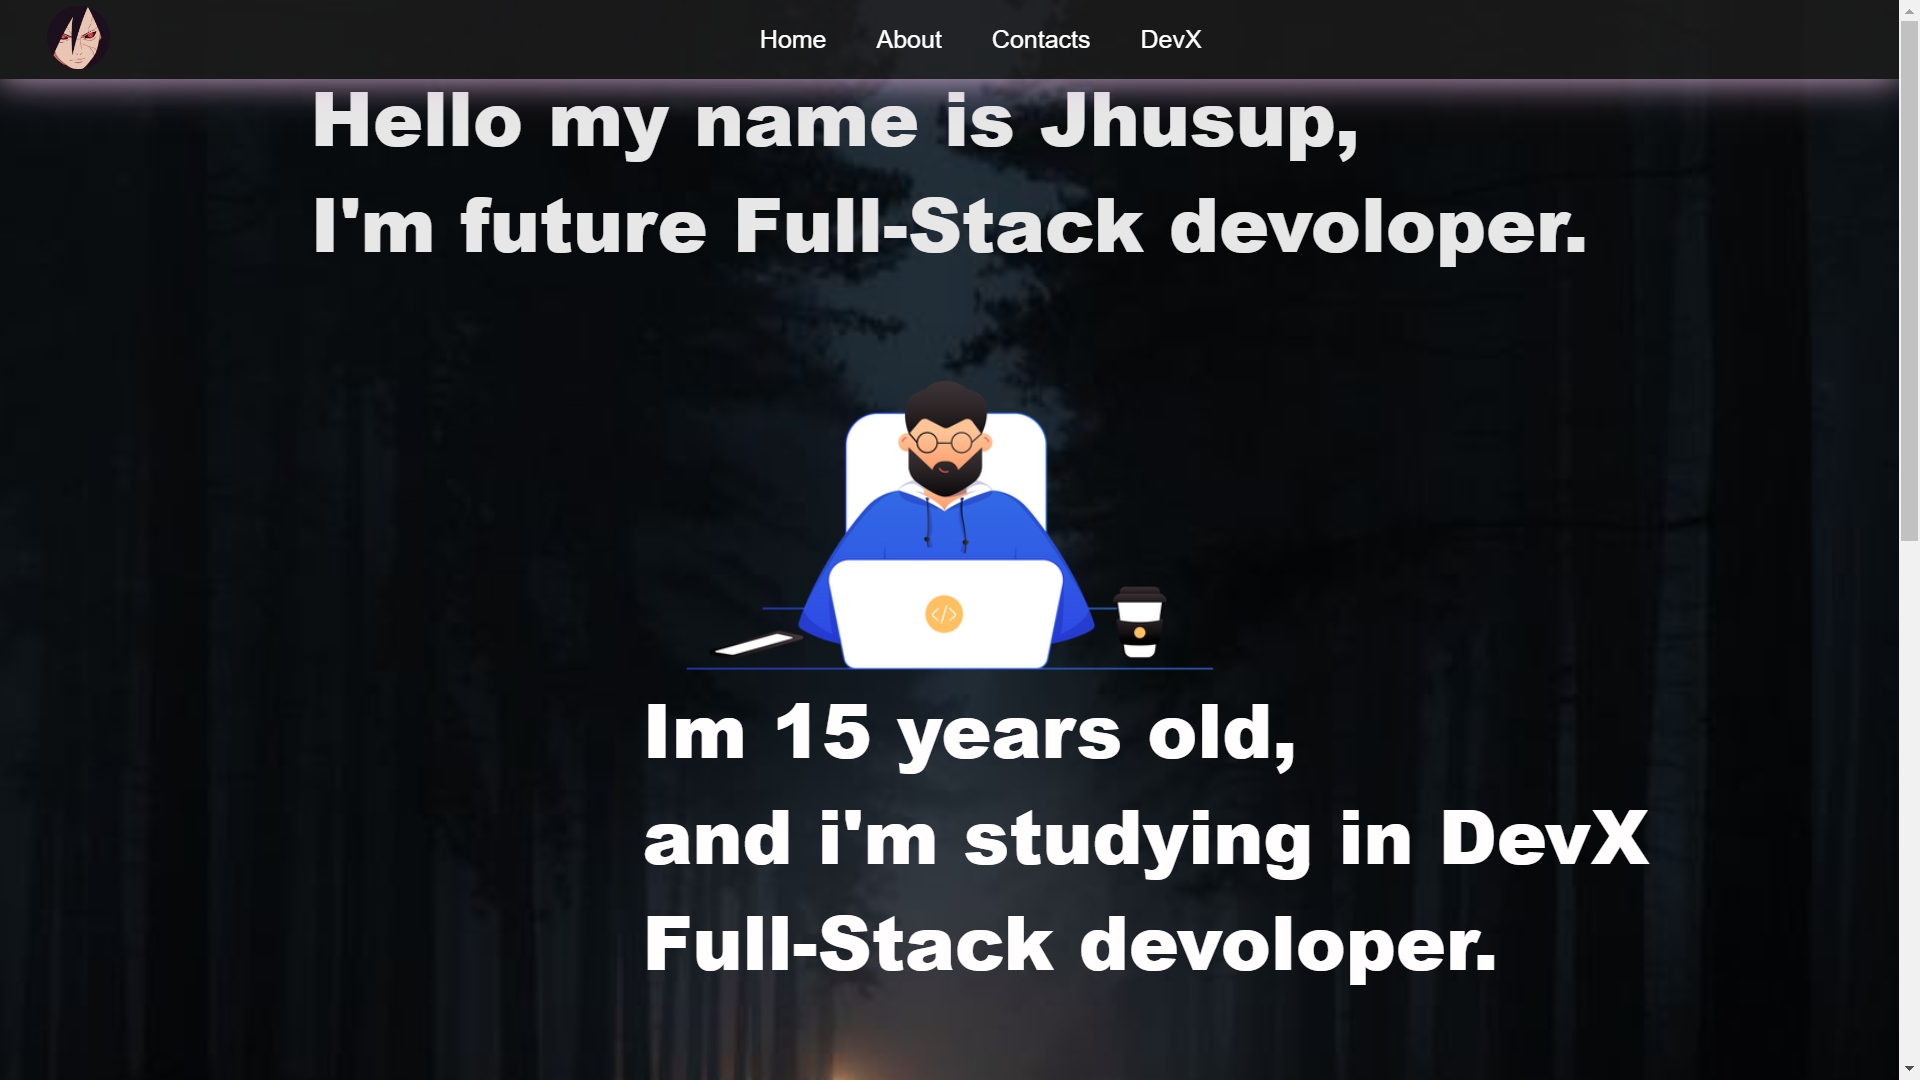 Home About Contacts DevX
Hello my name is Jhusup,
I'm future Full-Stack devoloper.
</>
Im 15 years old,
and i'm studying in DevX
Full-Stack devoloper.